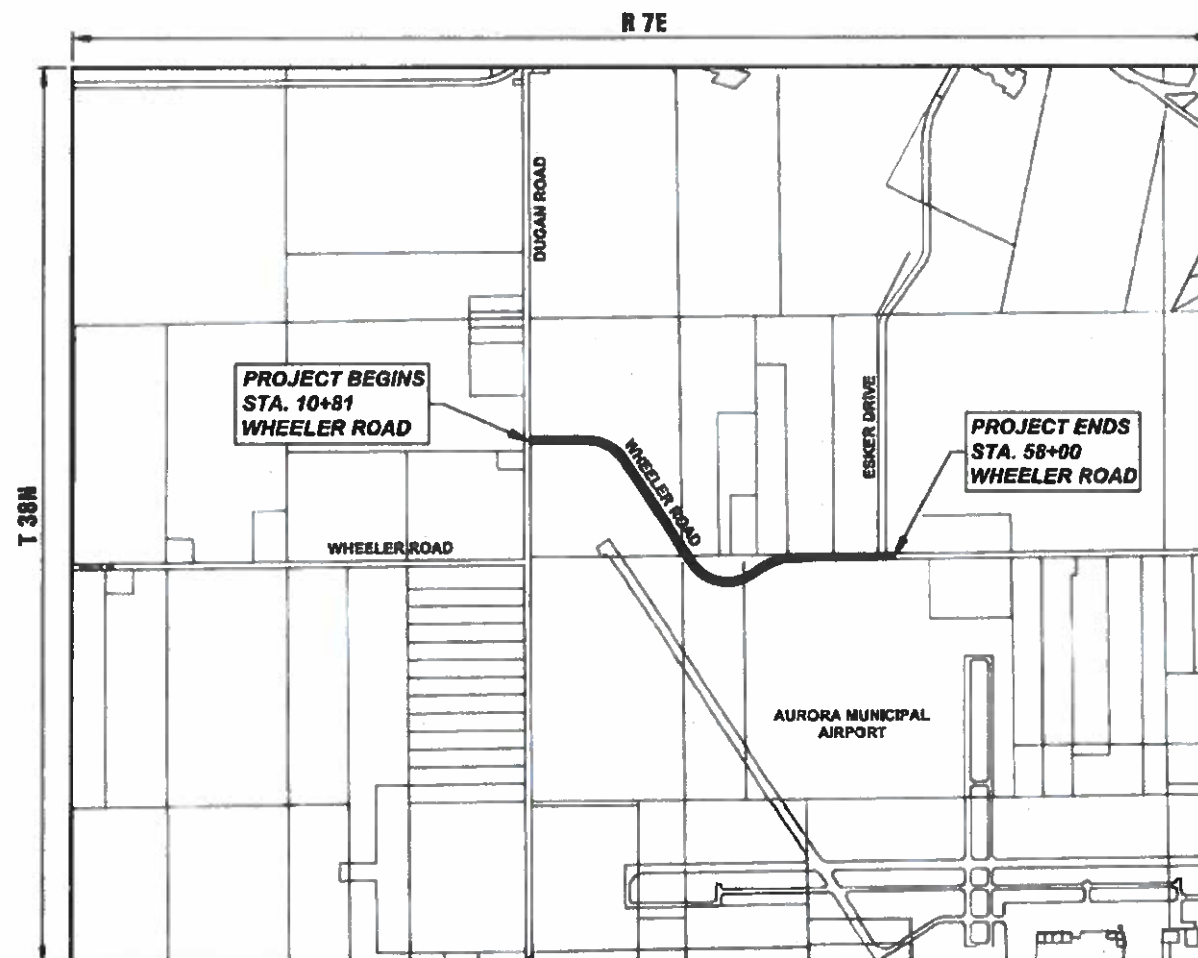 R 7E
DUGAN ROAD
PROJECT BEGINS
STA. 10+81
WHEELER ROAD
WHEELER ROAD
ESKER DRIVE
PROJECT ENDS
STA. 58+00
WHEELER ROAD
T 38N
WHEELER ROAD
AURORA MUNICIPAL
AIRPORT